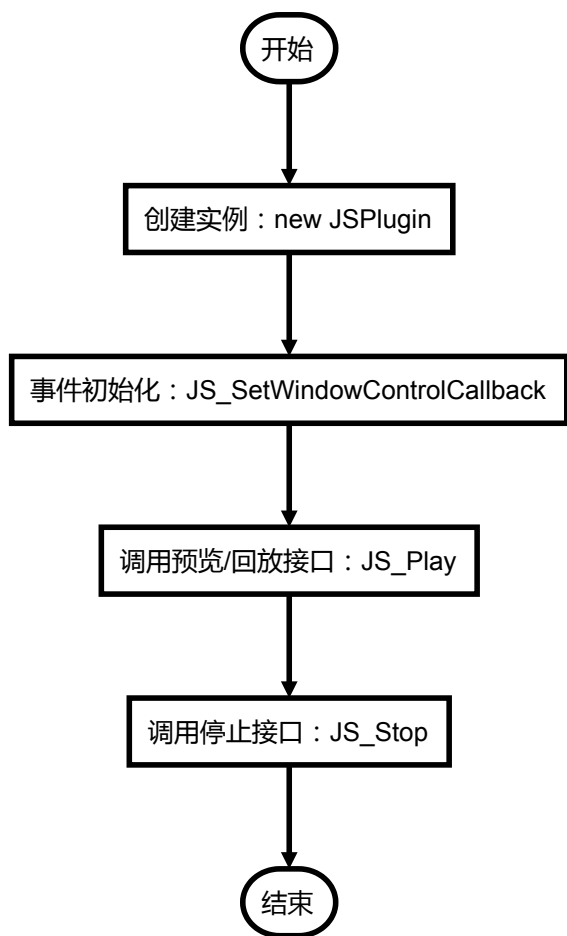 开始
创建实例：new JSPlugin
事件初始化：JS_SetWindowControlCallback
调用预览/回放接口：JS_Play
调用停止接口：JS_Stop
结束